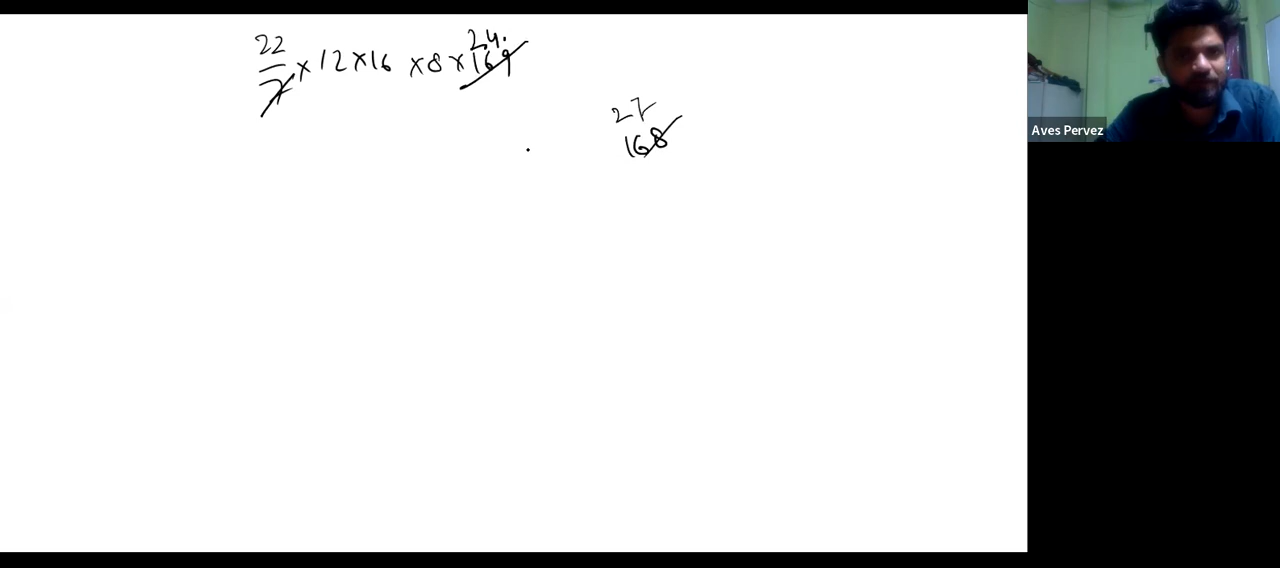 24.
22/7 × 12 × 16 × 8 × 169
27
168
Aves Pervez